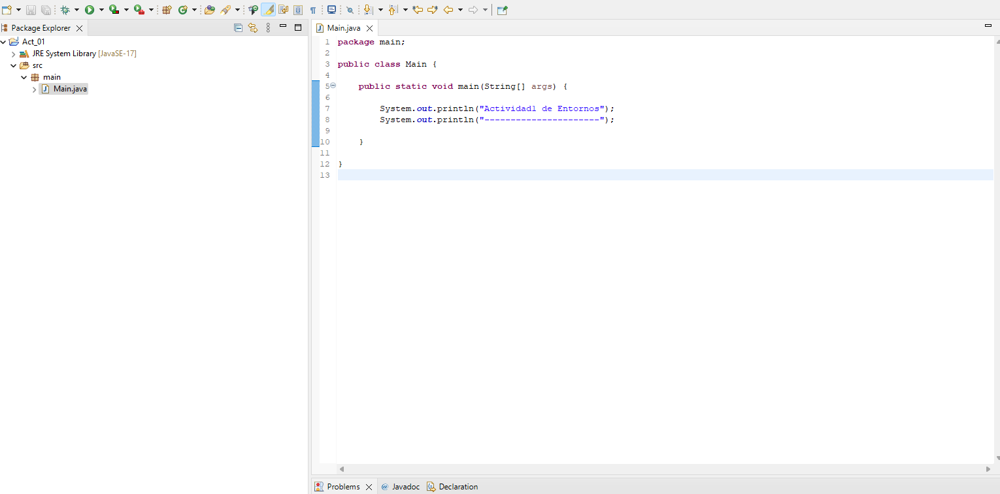 Package Explorer
Act_01
JRE System Library [JavaSE-17]
src
main
Main.java
Main.java
1 package main;
2
3 public class Main {
4
5 public static void main(String[] args) {
6
7 System.out.println("Actividad1 de Entornos");
8 System.out.println("----------------------");
9
10 }
11
12 }
13
Problems @ Javadoc Declaration